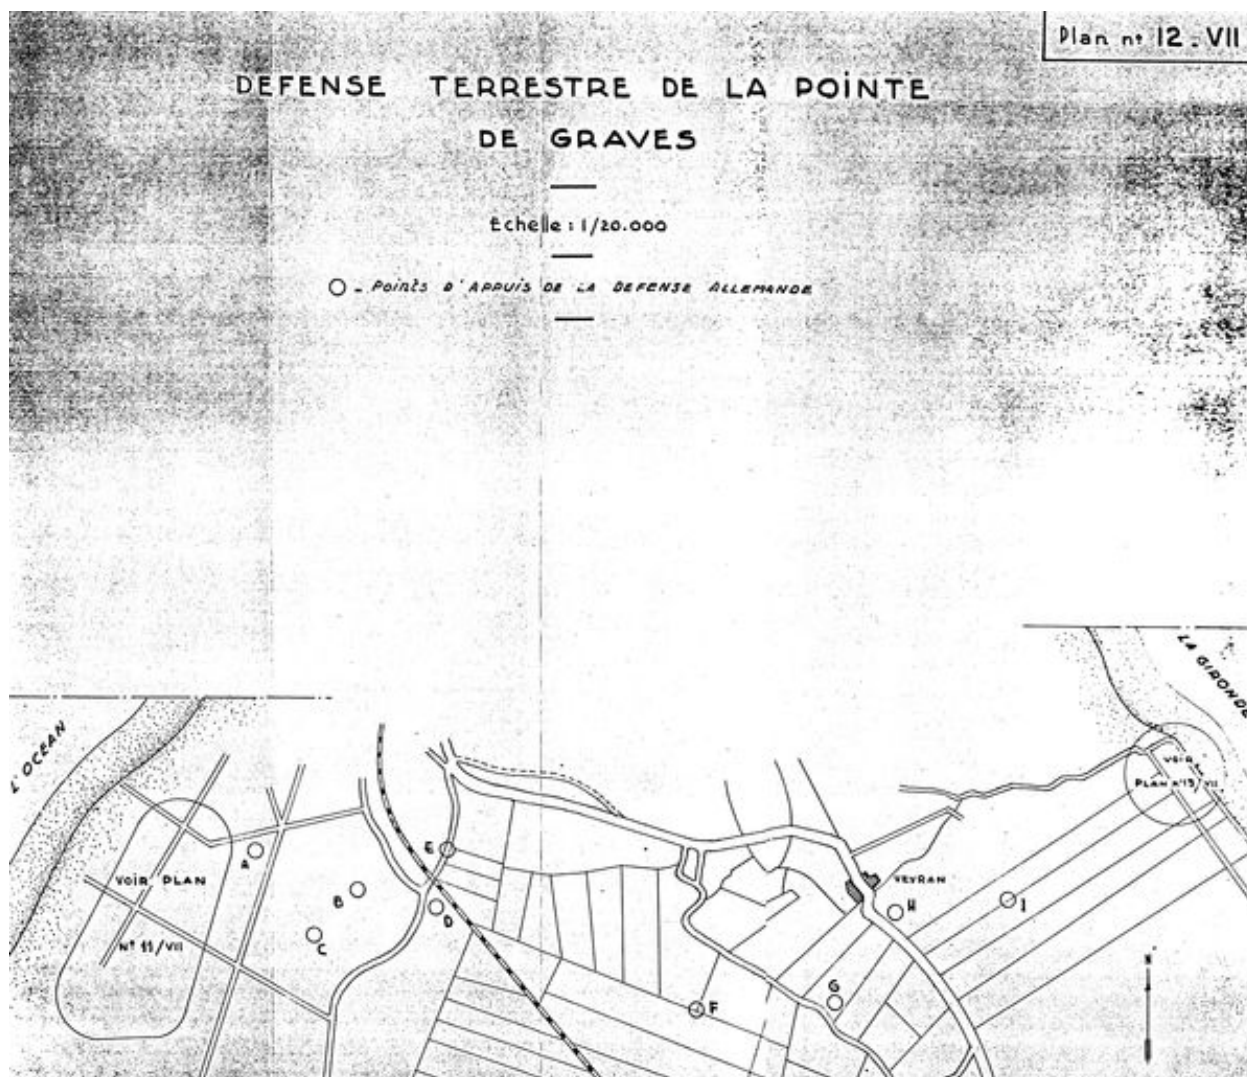 Plan nº 12 - VII
DEFENSE TERRESTRE DE LA POINTE
DE GRAVES
Echelle : 1/20.000
- Points D'APPUIS DE LA DEFENSE ALLEMANDE
L'OCEAN
LA GIRONDE
VOIR
PLAN Nº 13/VII
A
E
VOIR PLAN
B
VEYRAN
H
I
D
Nº 11/VII
C
G
F
N